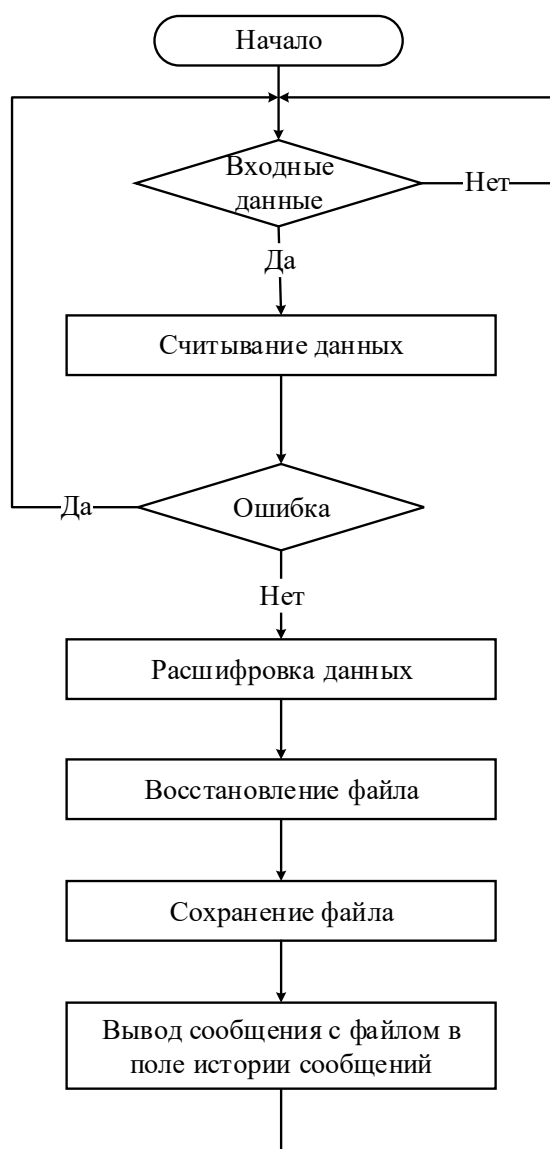 Начало
Входные
данные
Нет
Да
Считывание данных
Ошибка
Да
Нет
Расшифровка данных
Восстановление файла
Сохранение файла
Вывод сообщения с файлом в
поле истории сообщений